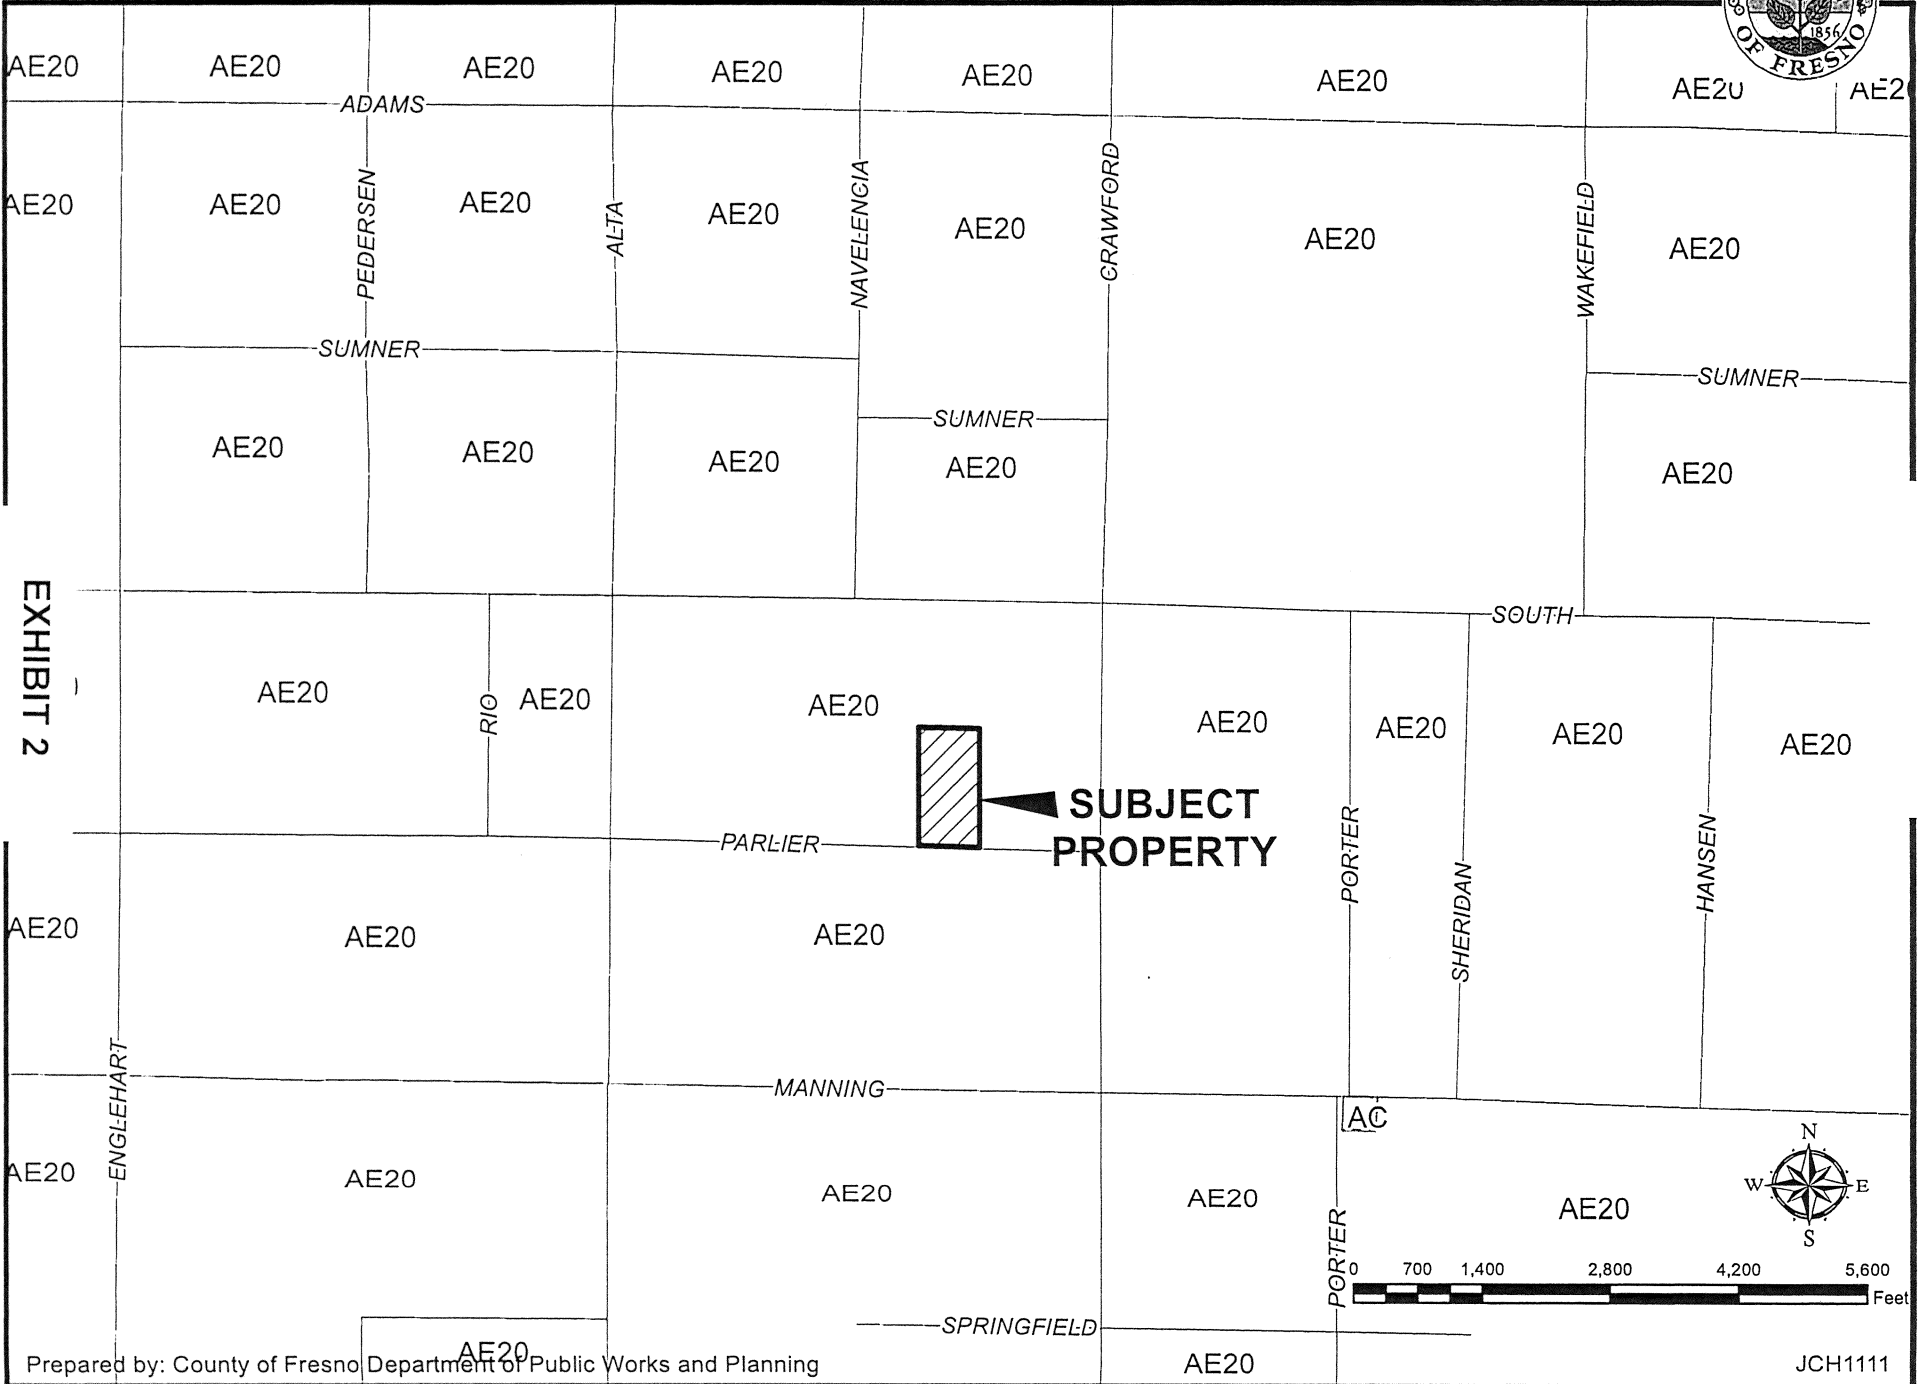 1856
OF FRESNO
AE20
AE20
AE20
AE20
AE20
AE20
AE20
AE2
ADAMS
AE20
AE20
AE20
AE20
AE20
AE20
AE20
PEDERSEN
ALTA
NAVELENCIA
CRAWFORD
WAKEFIELD
SUMNER
SUMNER
SUMNER
AE20
AE20
AE20
AE20
AE20
EXHIBIT 2
SOUTH
AE20
RIO
AE20
AE20
AE20
AE20
AE20
AE20
SUBJECT
PROPERTY
PARLIER
PORTER
SHERIDAN
HANSEN
AE20
AE20
AE20
ENGLEHART
MANNING
AC
AE20
AE20
AE20
AE20
AE20
N
W
E
S
PORTER
0 700 1,400 2,800 4,200 5,600
Feet
SPRINGFIELD
AE20
AE20
Prepared by: County of Fresno Department of Public Works and Planning
JCH1111